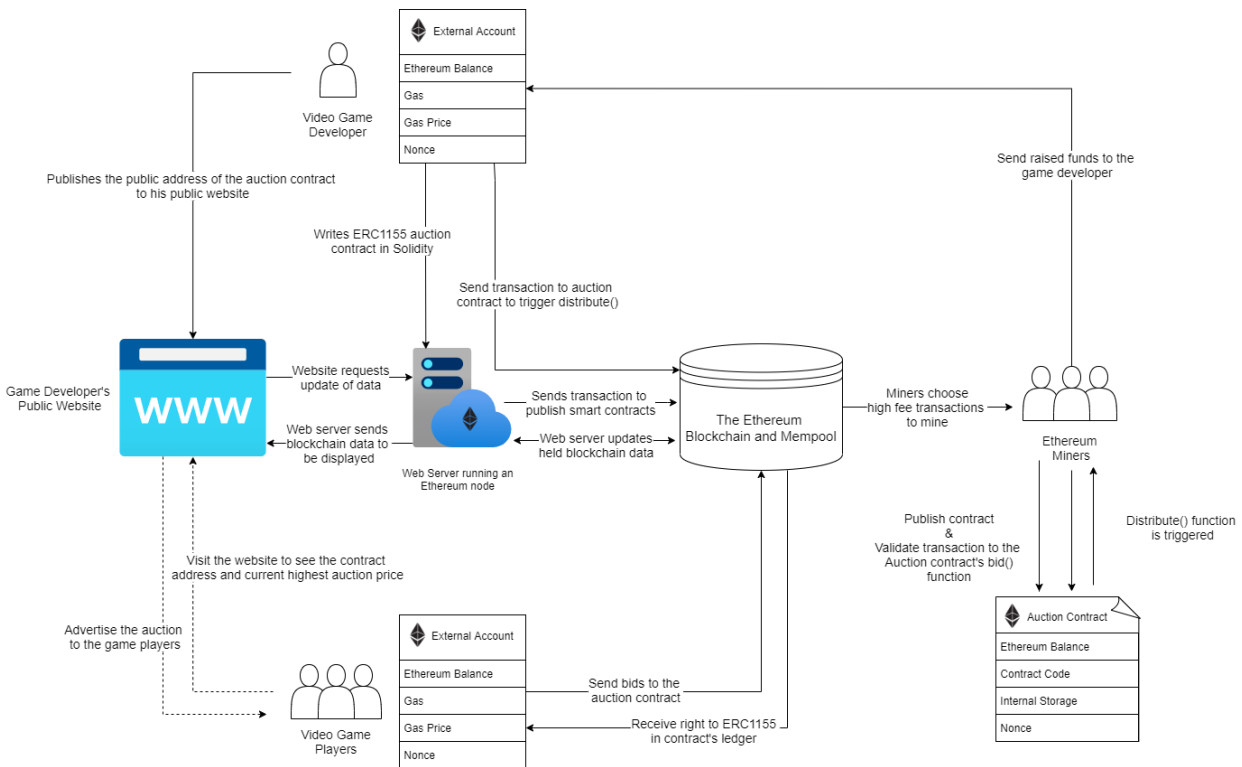 External Account
Ethereum Balance
Gas
Gas Price
Nonce
Video Game
Developer
Publishes the public address of the auction contract
to his public website
Send raised funds to the
game developer
Writes ERC1155 auction
contract in Solidity
Send transaction to auction
contract to trigger distribute()
Game Developer's
Public Website
www
Website requests
update of data
Web server sends
blockchain data to
be displayed
Web Server running an
Ethereum node
Sends transaction to
publish smart contracts
Web server updates
held blockchain data
The Ethereum
Blockchain and Mempool
Miners choose
high fee transactions
to mine
Ethereum
Miners
Publish contract
&
Validate transaction to the
Auction contract's bid()
function
Distribute() function
is triggered
Visit the website to see the contract
address and current highest auction price
Advertise the auction
to the game players
Video Game
Players
External Account
Ethereum Balance
Gas
Gas Price
Nonce
Send bids to the
auction contract
Receive right to ERC1155
in contract's ledger
Auction Contract
Ethereum Balance
Contract Code
Internal Storage
Nonce